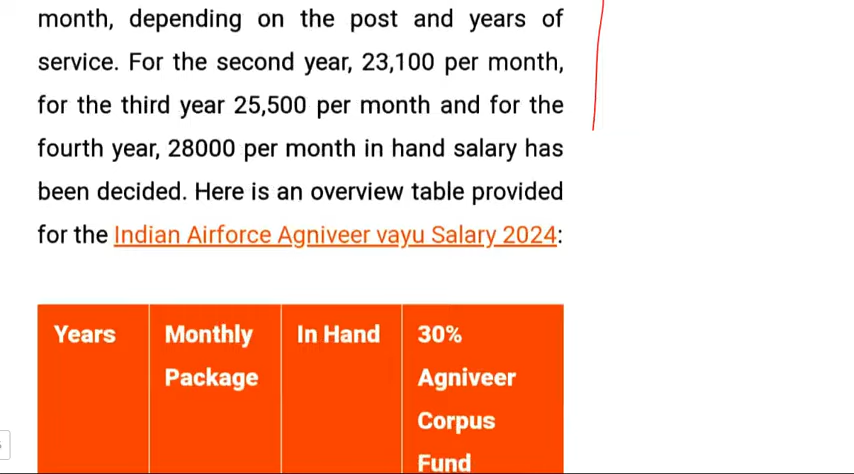 month, depending on the post and years of
service. For the second year, 23,100 per month,
for the third year 25,500 per month and for the
fourth year, 28000 per month in hand salary has
been decided. Here is an overview table provided
for the Indian Airforce Agniveer vayu Salary 2024:
Years Monthly In Hand 30%
Package Agniveer
Corpus
Fund